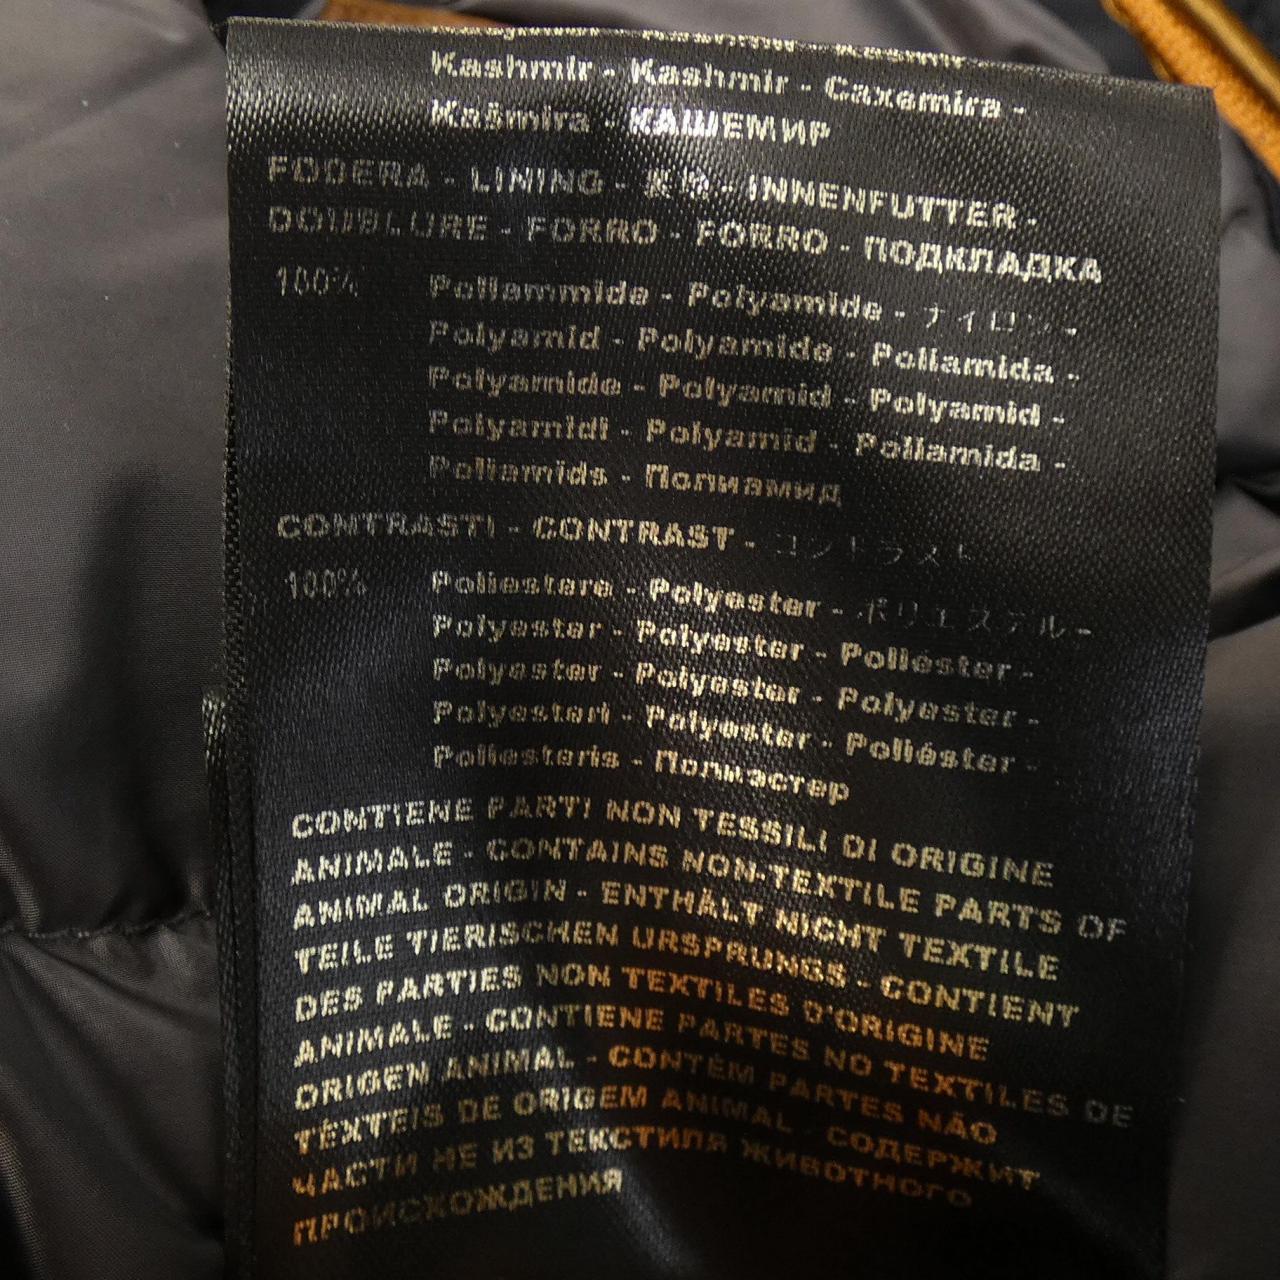 Kashmir - Kashmir - Caxemira -
Kašmira - КАШЕМИР
FODERA - LINING - 裏地 - INNENFUTTER -
DOUBLURE - FORRO - FORRO - ПОДКЛАДКА
100% Poliammide - Polyamide - ナイロン -
Polyamid - Polyamide - Poliamida -
Polyamide - Polyamid - Polyamid -
Polyamidi - Polyamid - Poliamida -
Poliamids - Полиамид
CONTRASTI - CONTRAST - コントラスト
100% Poliestere - Polyester - ポリエステル -
Polyester - Polyester - Poliéster -
Polyester - Polyester - Polyester -
Polyesteri - Polyester - Poliéster -
Poliesteris - Полиэстер
CONTIENE PARTI NON TESSILI DI ORIGINE
ANIMALE - CONTAINS NON-TEXTILE PARTS OF
ANIMAL ORIGIN - ENTHÄLT NICHT TEXTILE
TEILE TIERISCHEN URSPRUNGS - CONTIENT
DES PARTIES NON TEXTILES D'ORIGINE
ANIMALE - CONTIENE PARTES NO TEXTILES DE
ORIGEN ANIMAL - CONTÉM PARTES NÃO
TÊXTEIS DE ORIGEM ANIMAL - СОДЕРЖИТ
ЧАСТИ НЕ ИЗ ТЕКСТИЛЯ ЖИВОТНОГО
ПРОИСХОЖДЕНИЯ